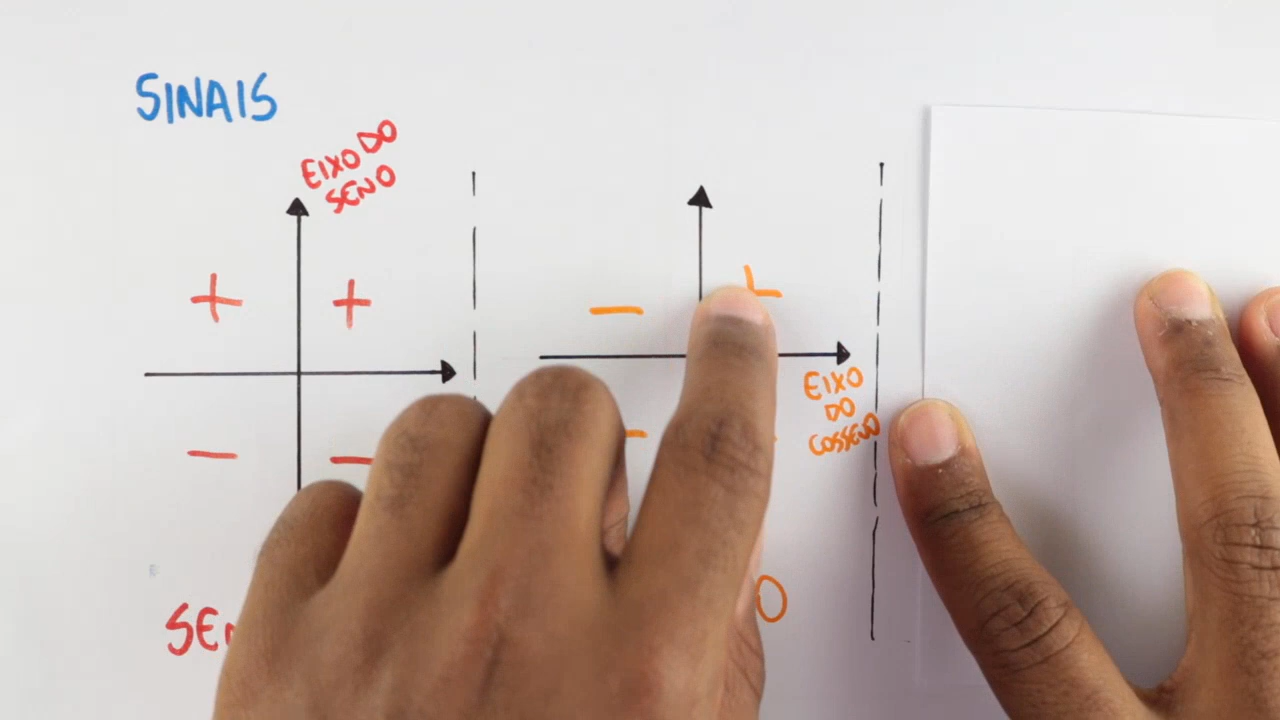 SINAIS
EIXO DO
SENO
+ +
- -
- +
-
EIXO
DO
COSSENO